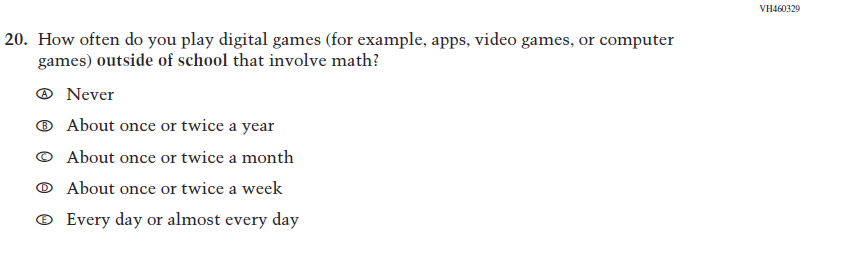 VH460329
20. How often do you play digital games (for example, apps, video games, or computer
games) outside of school that involve math?
A Never
B About once or twice a year
C About once or twice a month
D About once or twice a week
E Every day or almost every day